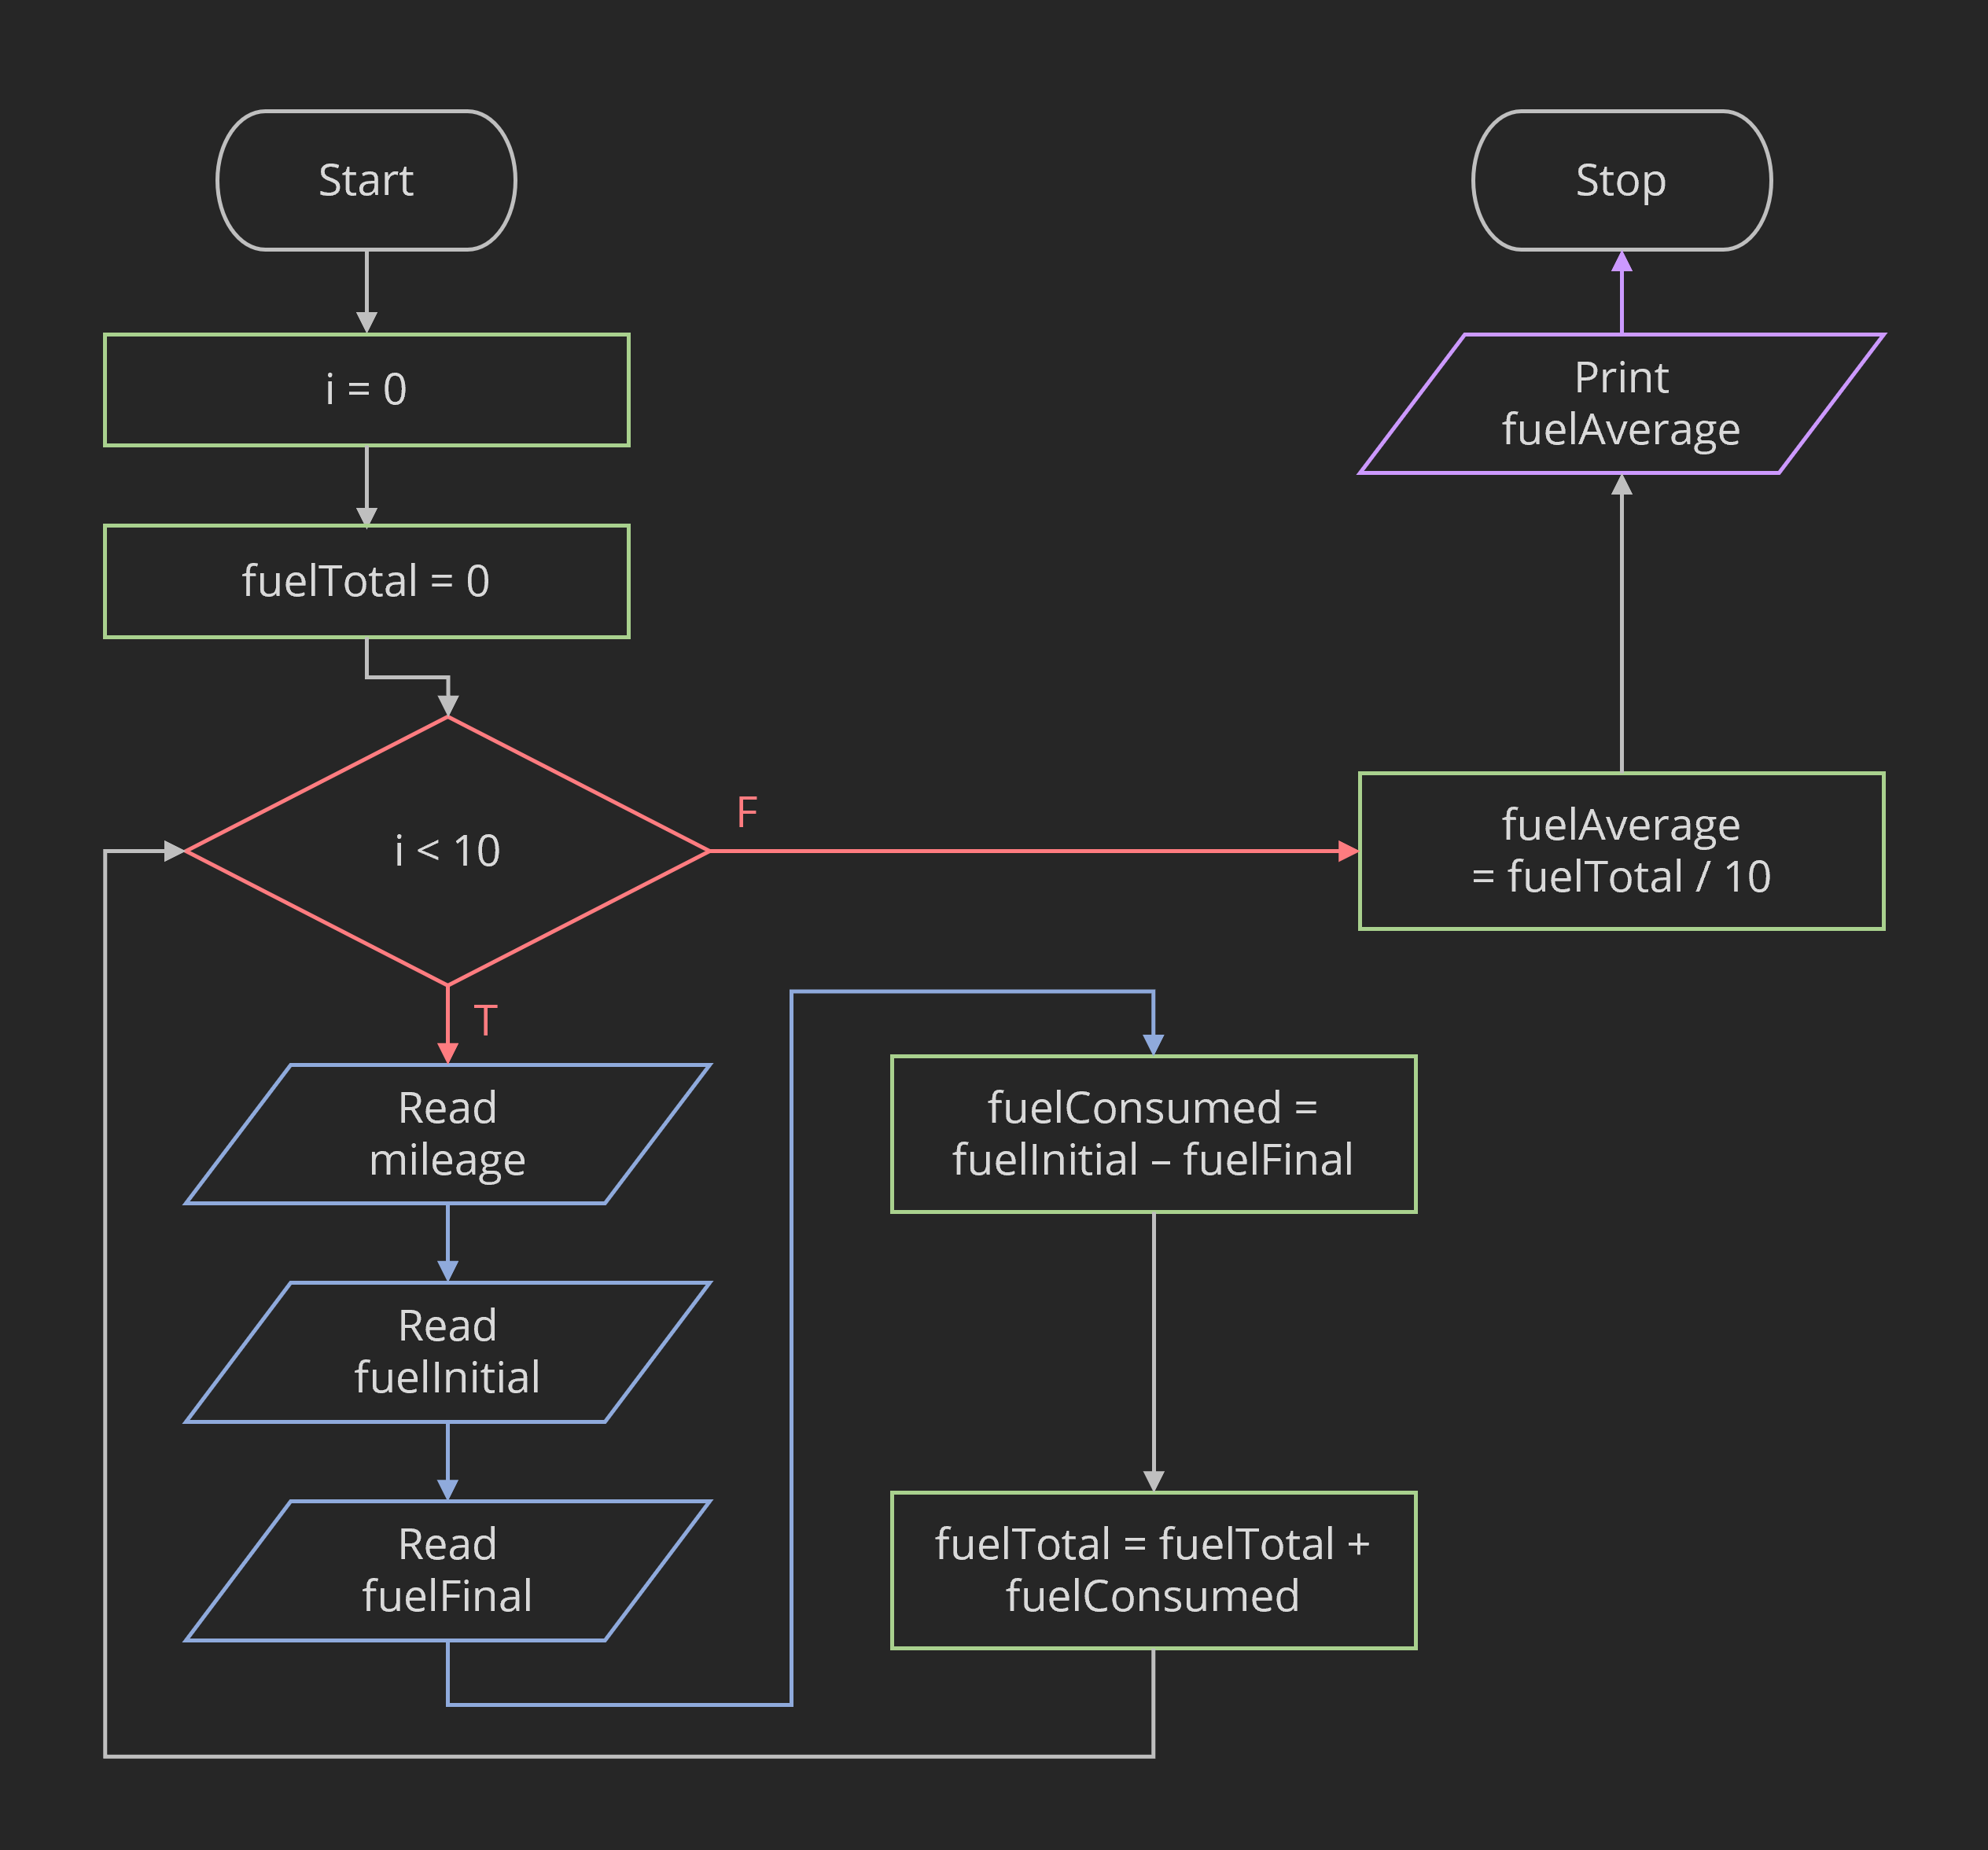 Start
i = 0
fuelTotal = 0
i < 10
F
T
Read
mileage
Read
fuelInitial
Read
fuelFinal
fuelConsumed =
fuelInitial – fuelFinal
fuelTotal = fuelTotal +
fuelConsumed
fuelAverage
= fuelTotal / 10
Print
fuelAverage
Stop